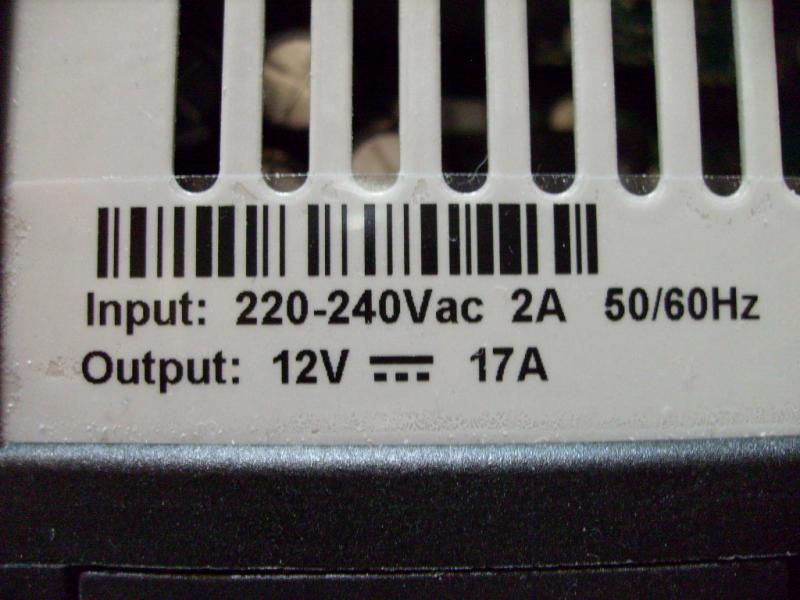 Input: 220-240Vac 2A 50/60Hz
Output: 12V ⎓ 17A